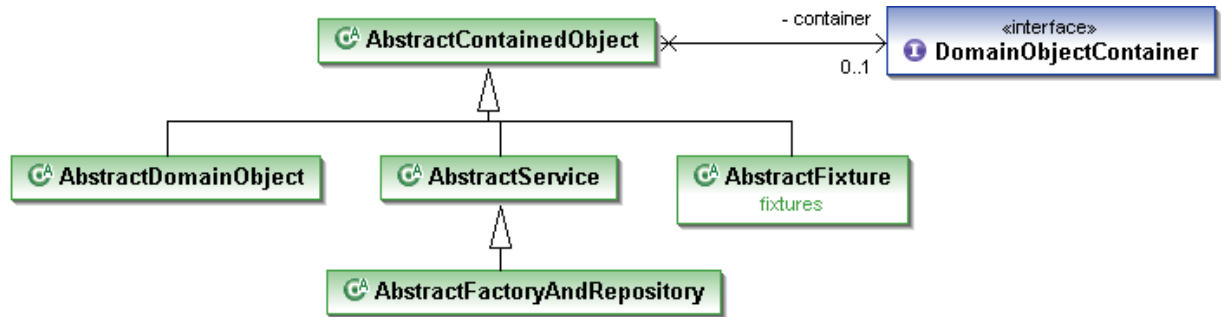 AbstractContainedObject
- container
0..1
«interface»
DomainObjectContainer
AbstractDomainObject
AbstractService
AbstractFixture
fixtures
AbstractFactoryAndRepository